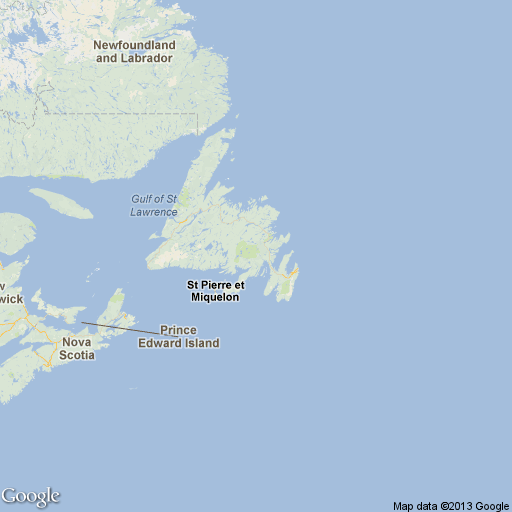 Newfoundland
and Labrador
Gulf of St
Lawrence
St Pierre et
Miquelon
w
wick
Prince
Edward Island
Nova
Scotia
Google
Map data ©2013 Google